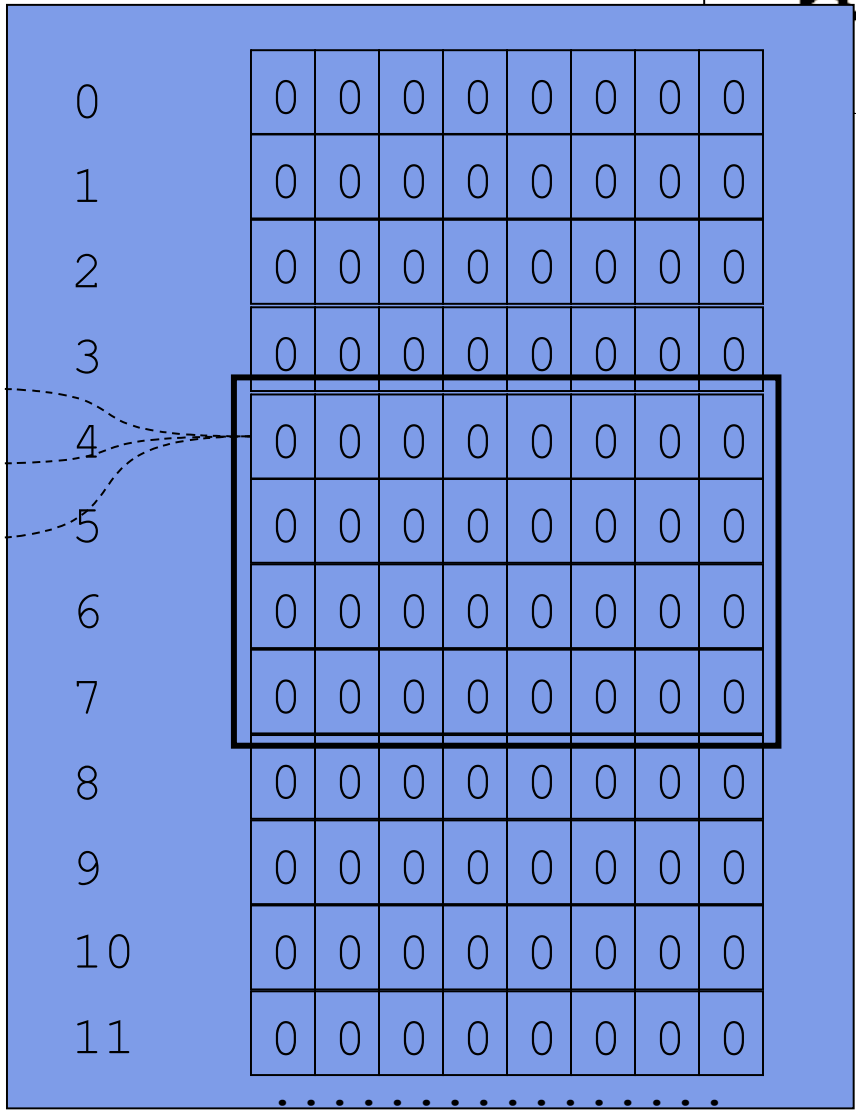 0 0 0 0 0 0 0 0 0
1 0 0 0 0 0 0 0 0
2 0 0 0 0 0 0 0 0
3 0 0 0 0 0 0 0 0
4 0 0 0 0 0 0 0 0
5 0 0 0 0 0 0 0 0
6 0 0 0 0 0 0 0 0
7 0 0 0 0 0 0 0 0
8 0 0 0 0 0 0 0 0
9 0 0 0 0 0 0 0 0
10 0 0 0 0 0 0 0 0
11 0 0 0 0 0 0 0 0
. . . . . . . . . . . . . . . .